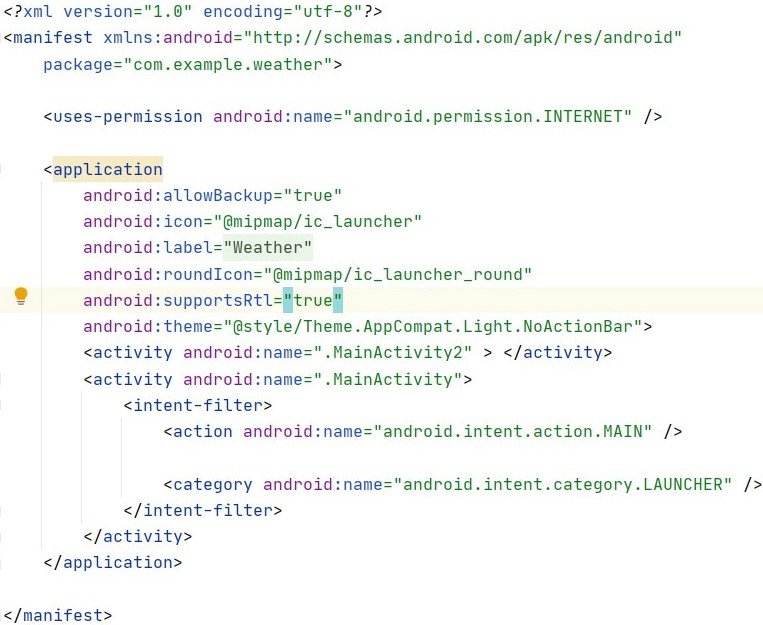 <?xml version="1.0" encoding="utf-8"?>
<manifest xmlns:android="http://schemas.android.com/apk/res/android"
    package="com.example.weather">

    <uses-permission android:name="android.permission.INTERNET" />

    <application
        android:allowBackup="true"
        android:icon="@mipmap/ic_launcher"
        android:label="Weather"
        android:roundIcon="@mipmap/ic_launcher_round"
        android:supportsRtl="true"
        android:theme="@style/Theme.AppCompat.Light.NoActionBar">
        <activity android:name=".MainActivity2" > </activity>
        <activity android:name=".MainActivity">
            <intent-filter>
                <action android:name="android.intent.action.MAIN" />

                <category android:name="android.intent.category.LAUNCHER" />
            </intent-filter>
        </activity>
    </application>

</manifest>